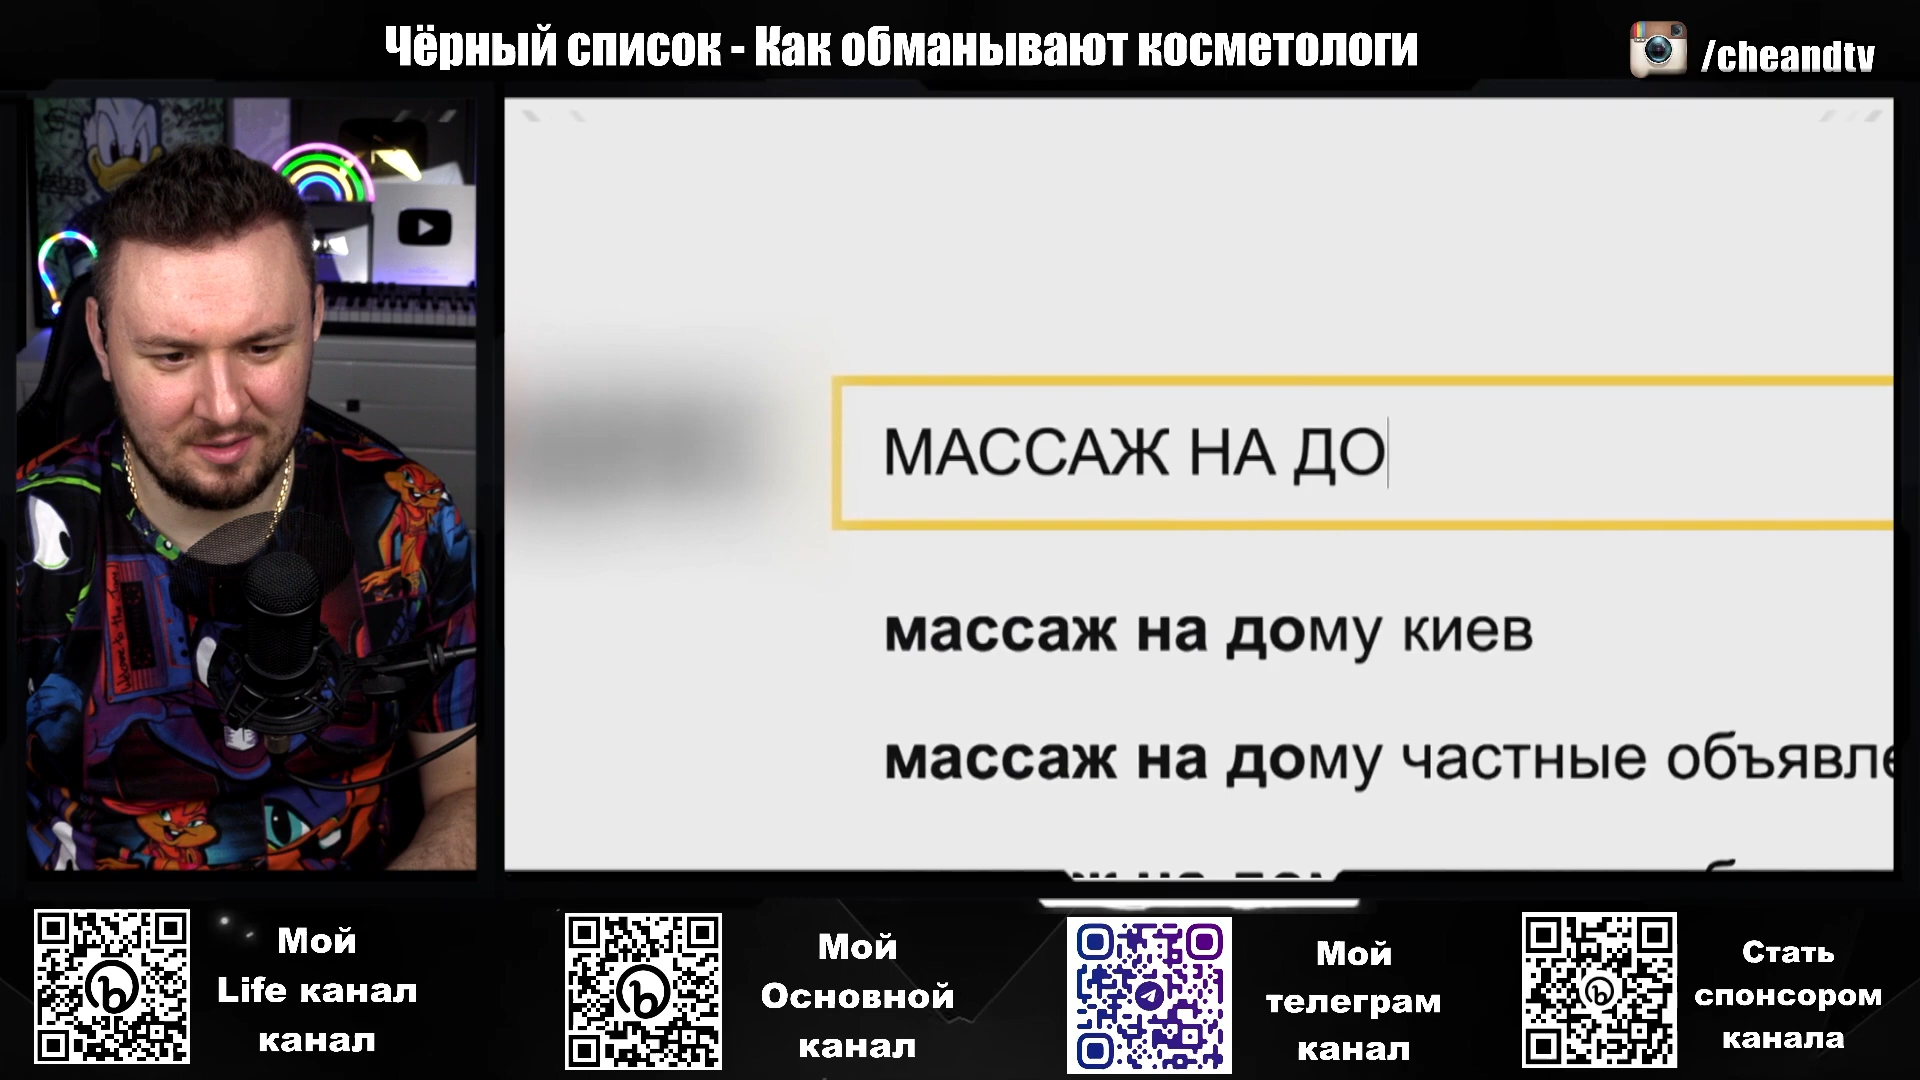 Чёрный список - Как обманывают косметологи
/cheandtv
МАССАЖ НА ДО
массаж на дому киев
массаж на дому частные объявле
Мой
Life канал
канал
Мой
Основной
канал
Мой
телеграм
канал
Стать
спонсором
канала